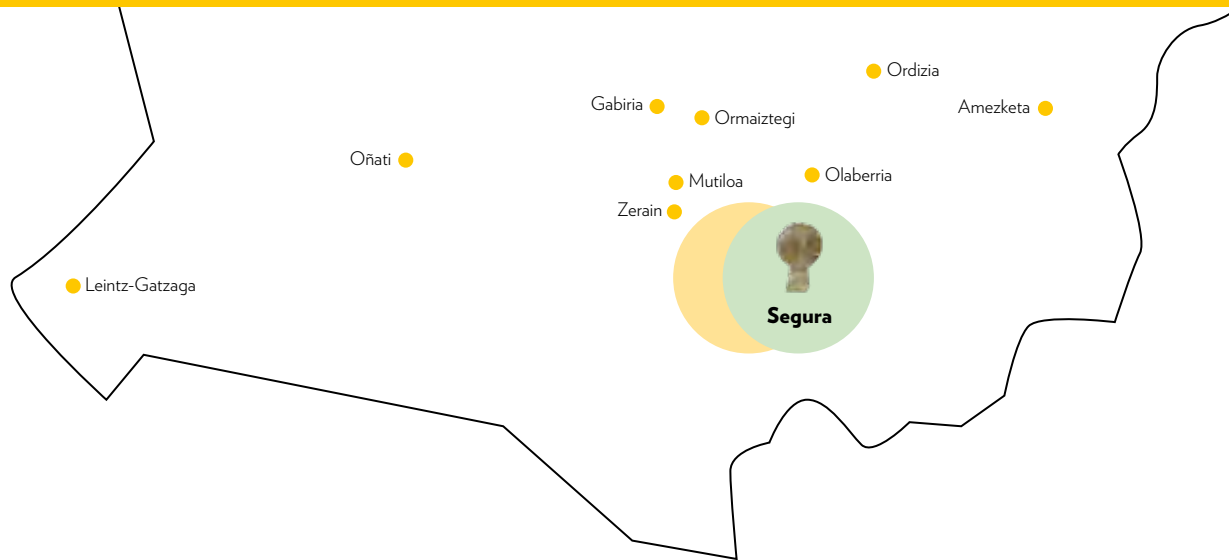 Ordizia
Gabiria
Amezketa
Ormaiztegi
Oñati
Olaberria
Mutiloa
Zerain
Leintz-Gatzaga
Segura